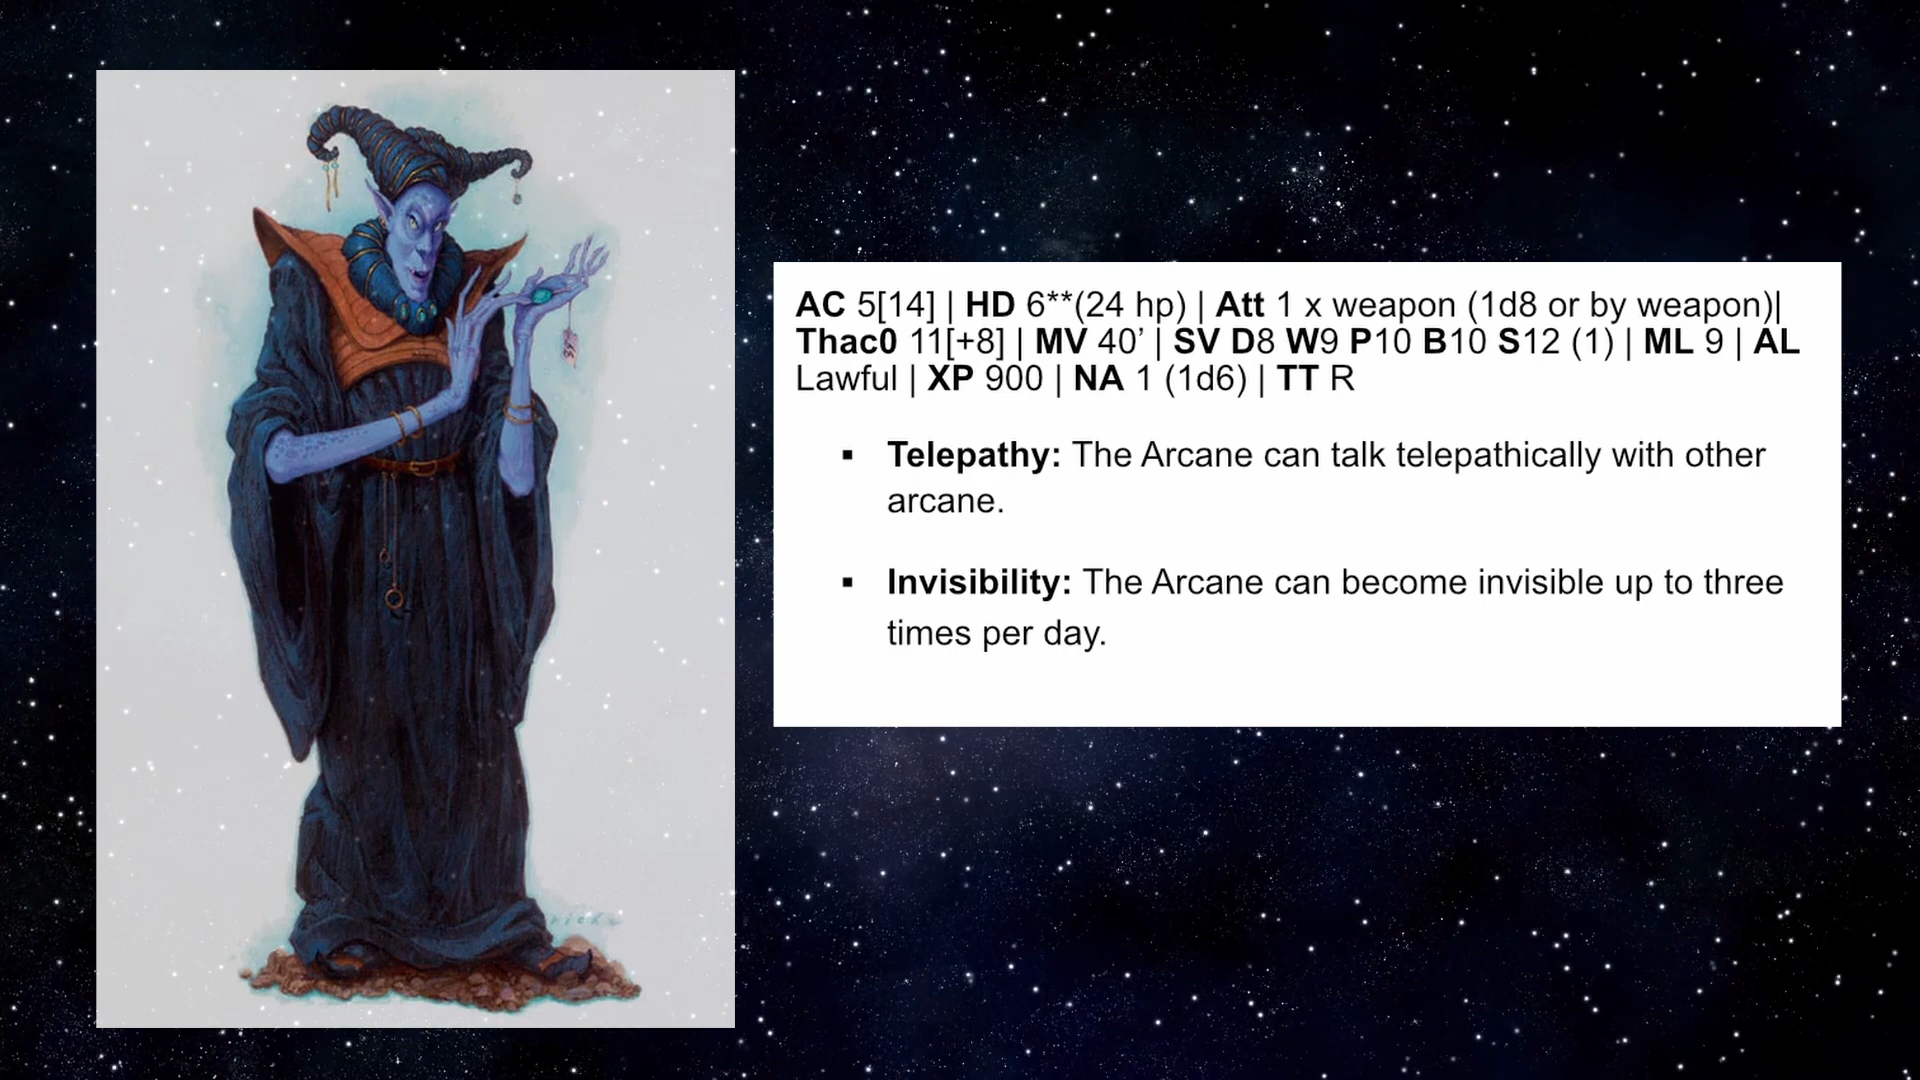 AC 5[14] | HD 6**(24 hp) | Att 1 x weapon (1d8 or by weapon)|
Thac0 11[+8] | MV 40’ | SV D8 W9 P10 B10 S12 (1) | ML 9 | AL
Lawful | XP 900 | NA 1 (1d6) | TT R
▪ Telepathy: The Arcane can talk telepathically with other
arcane.
▪ Invisibility: The Arcane can become invisible up to three
times per day.